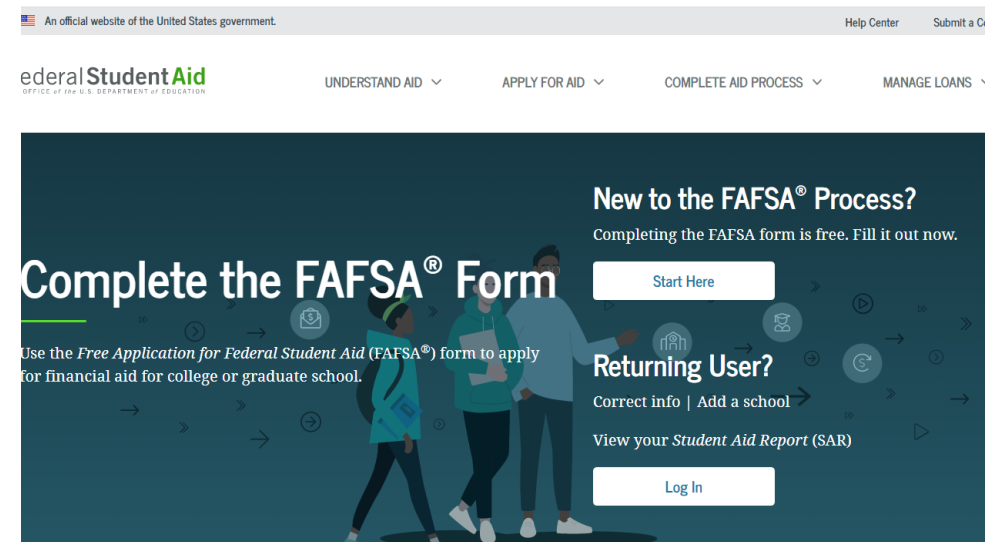 An official website of the United States government.
Help Center Submit a Co
ederal Student Aid
OFFICE of the U.S. DEPARTMENT of EDUCATION
UNDERSTAND AID APPLY FOR AID COMPLETE AID PROCESS MANAGE LOANS
Complete the FAFSA® Form
Use the Free Application for Federal Student Aid (FAFSA®) form to apply
for financial aid for college or graduate school.
New to the FAFSA® Process?
Completing the FAFSA form is free. Fill it out now.
Start Here
Returning User?
Correct info | Add a school
View your Student Aid Report (SAR)
Log In